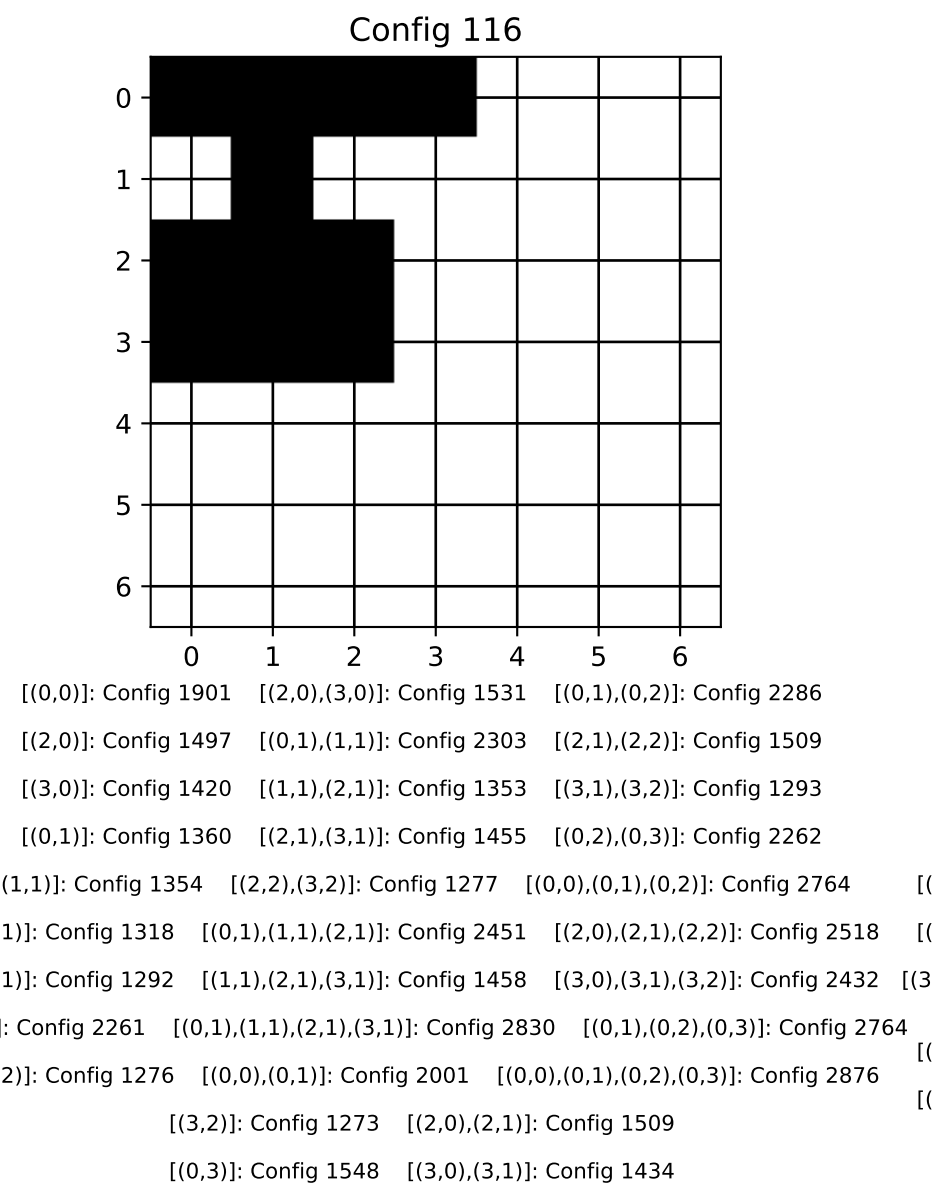 Config 116
0
1
2
3
4
5
6
0 1 2 3 4 5 6
[(0,0)]: Config 1901 [(2,0),(3,0)]: Config 1531 [(0,1),(0,2)]: Config 2286
[(2,0)]: Config 1497 [(0,1),(1,1)]: Config 2303 [(2,1),(2,2)]: Config 1509
[(3,0)]: Config 1420 [(1,1),(2,1)]: Config 1353 [(3,1),(3,2)]: Config 1293
[(0,1)]: Config 1360 [(2,1),(3,1)]: Config 1455 [(0,2),(0,3)]: Config 2262
(1,1)]: Config 1354 [(2,2),(3,2)]: Config 1277 [(0,0),(0,1),(0,2)]: Config 2764 [(
1)]: Config 1318 [(0,1),(1,1),(2,1)]: Config 2451 [(2,0),(2,1),(2,2)]: Config 2518 [(
1)]: Config 1292 [(1,1),(2,1),(3,1)]: Config 1458 [(3,0),(3,1),(3,2)]: Config 2432 [(3
]: Config 2261 [(0,1),(1,1),(2,1),(3,1)]: Config 2830 [(0,1),(0,2),(0,3)]: Config 2764
[(
2)]: Config 1276 [(0,0),(0,1)]: Config 2001 [(0,0),(0,1),(0,2),(0,3)]: Config 2876
[(
[(3,2)]: Config 1273 [(2,0),(2,1)]: Config 1509
[(0,3)]: Config 1548 [(3,0),(3,1)]: Config 1434